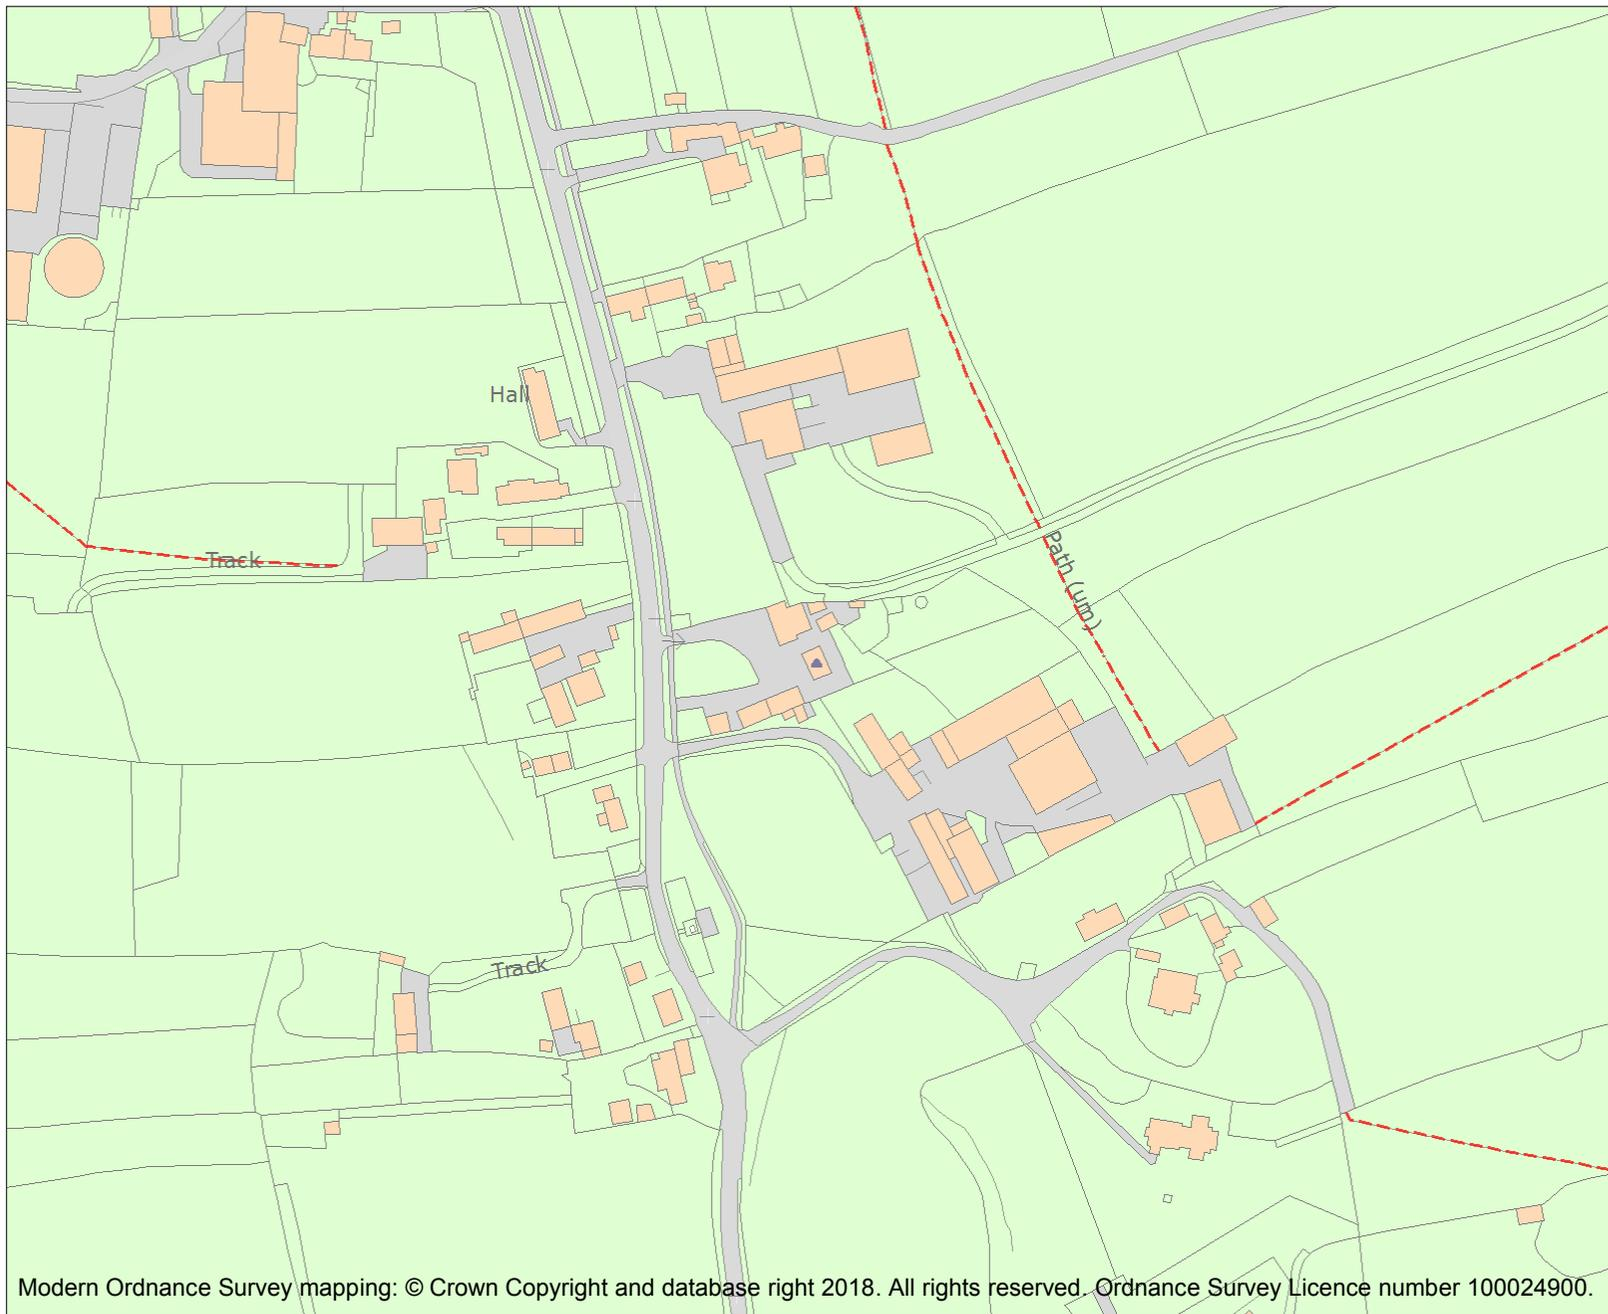 Hall
Track
Path (um)
Track
Modern Ordnance Survey mapping: © Crown Copyright and database right 2018. All rights reserved. Ordnance Survey Licence number 100024900.